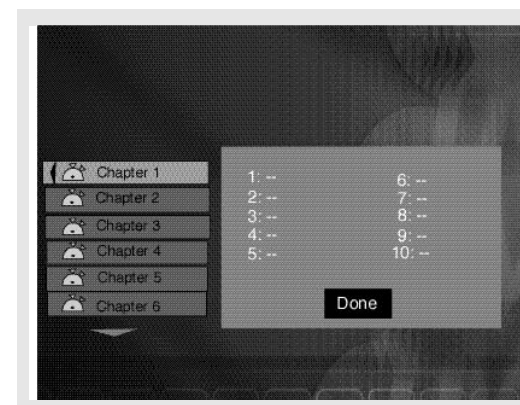 Chapter 1
Chapter 2
Chapter 3
Chapter 4
Chapter 5
Chapter 6
1: --
2: --
3: --
4: --
5: --
6: --
7: --
8: --
9: --
10: --
Done